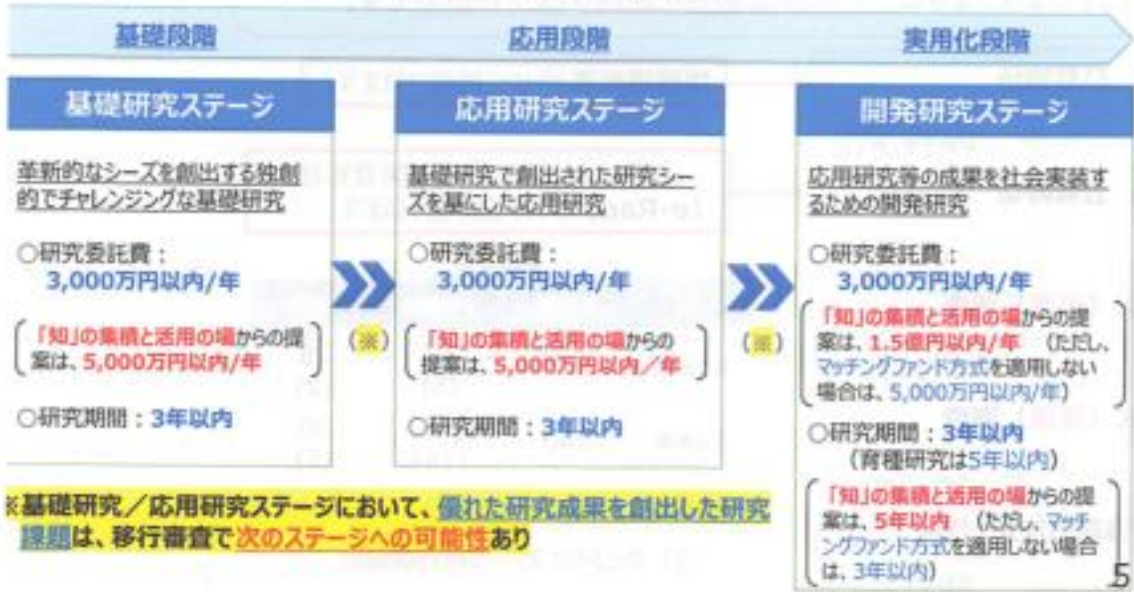 基礎段階
応用段階
実用化段階
基礎研究ステージ
革新的なシーズを創出する独創
的でチャレンジングな基礎研究
○研究委託費：
3,000万円以内/年
「知」の集積と活用の場からの提
案は、5,000万円以内/年
○研究期間：3年以内
(※)
応用研究ステージ
基礎研究で創出された研究シー
ズを基にした応用研究
○研究委託費：
3,000万円以内/年
「知」の集積と活用の場からの
提案は、5,000万円以内／年
○研究期間：3年以内
(※)
開発研究ステージ
応用研究等の成果を社会実装す
るための開発研究
○研究委託費：
3,000万円以内/年
「知」の集積と活用の場からの提
案は、1.5億円以内/年 （ただし、
マッチングファンド方式を適用しない
場合は、5,000万円以内/年）
○研究期間：3年以内
（育種研究は5年以内）
「知」の集積と活用の場からの提
案は、5年以内 （ただし、マッチ
ングファンド方式を適用しない場合
は、3年以内）
※基礎研究／応用研究ステージにおいて、優れた研究成果を創出した研究
課題は、移行審査で次のステージへの可能性あり
5